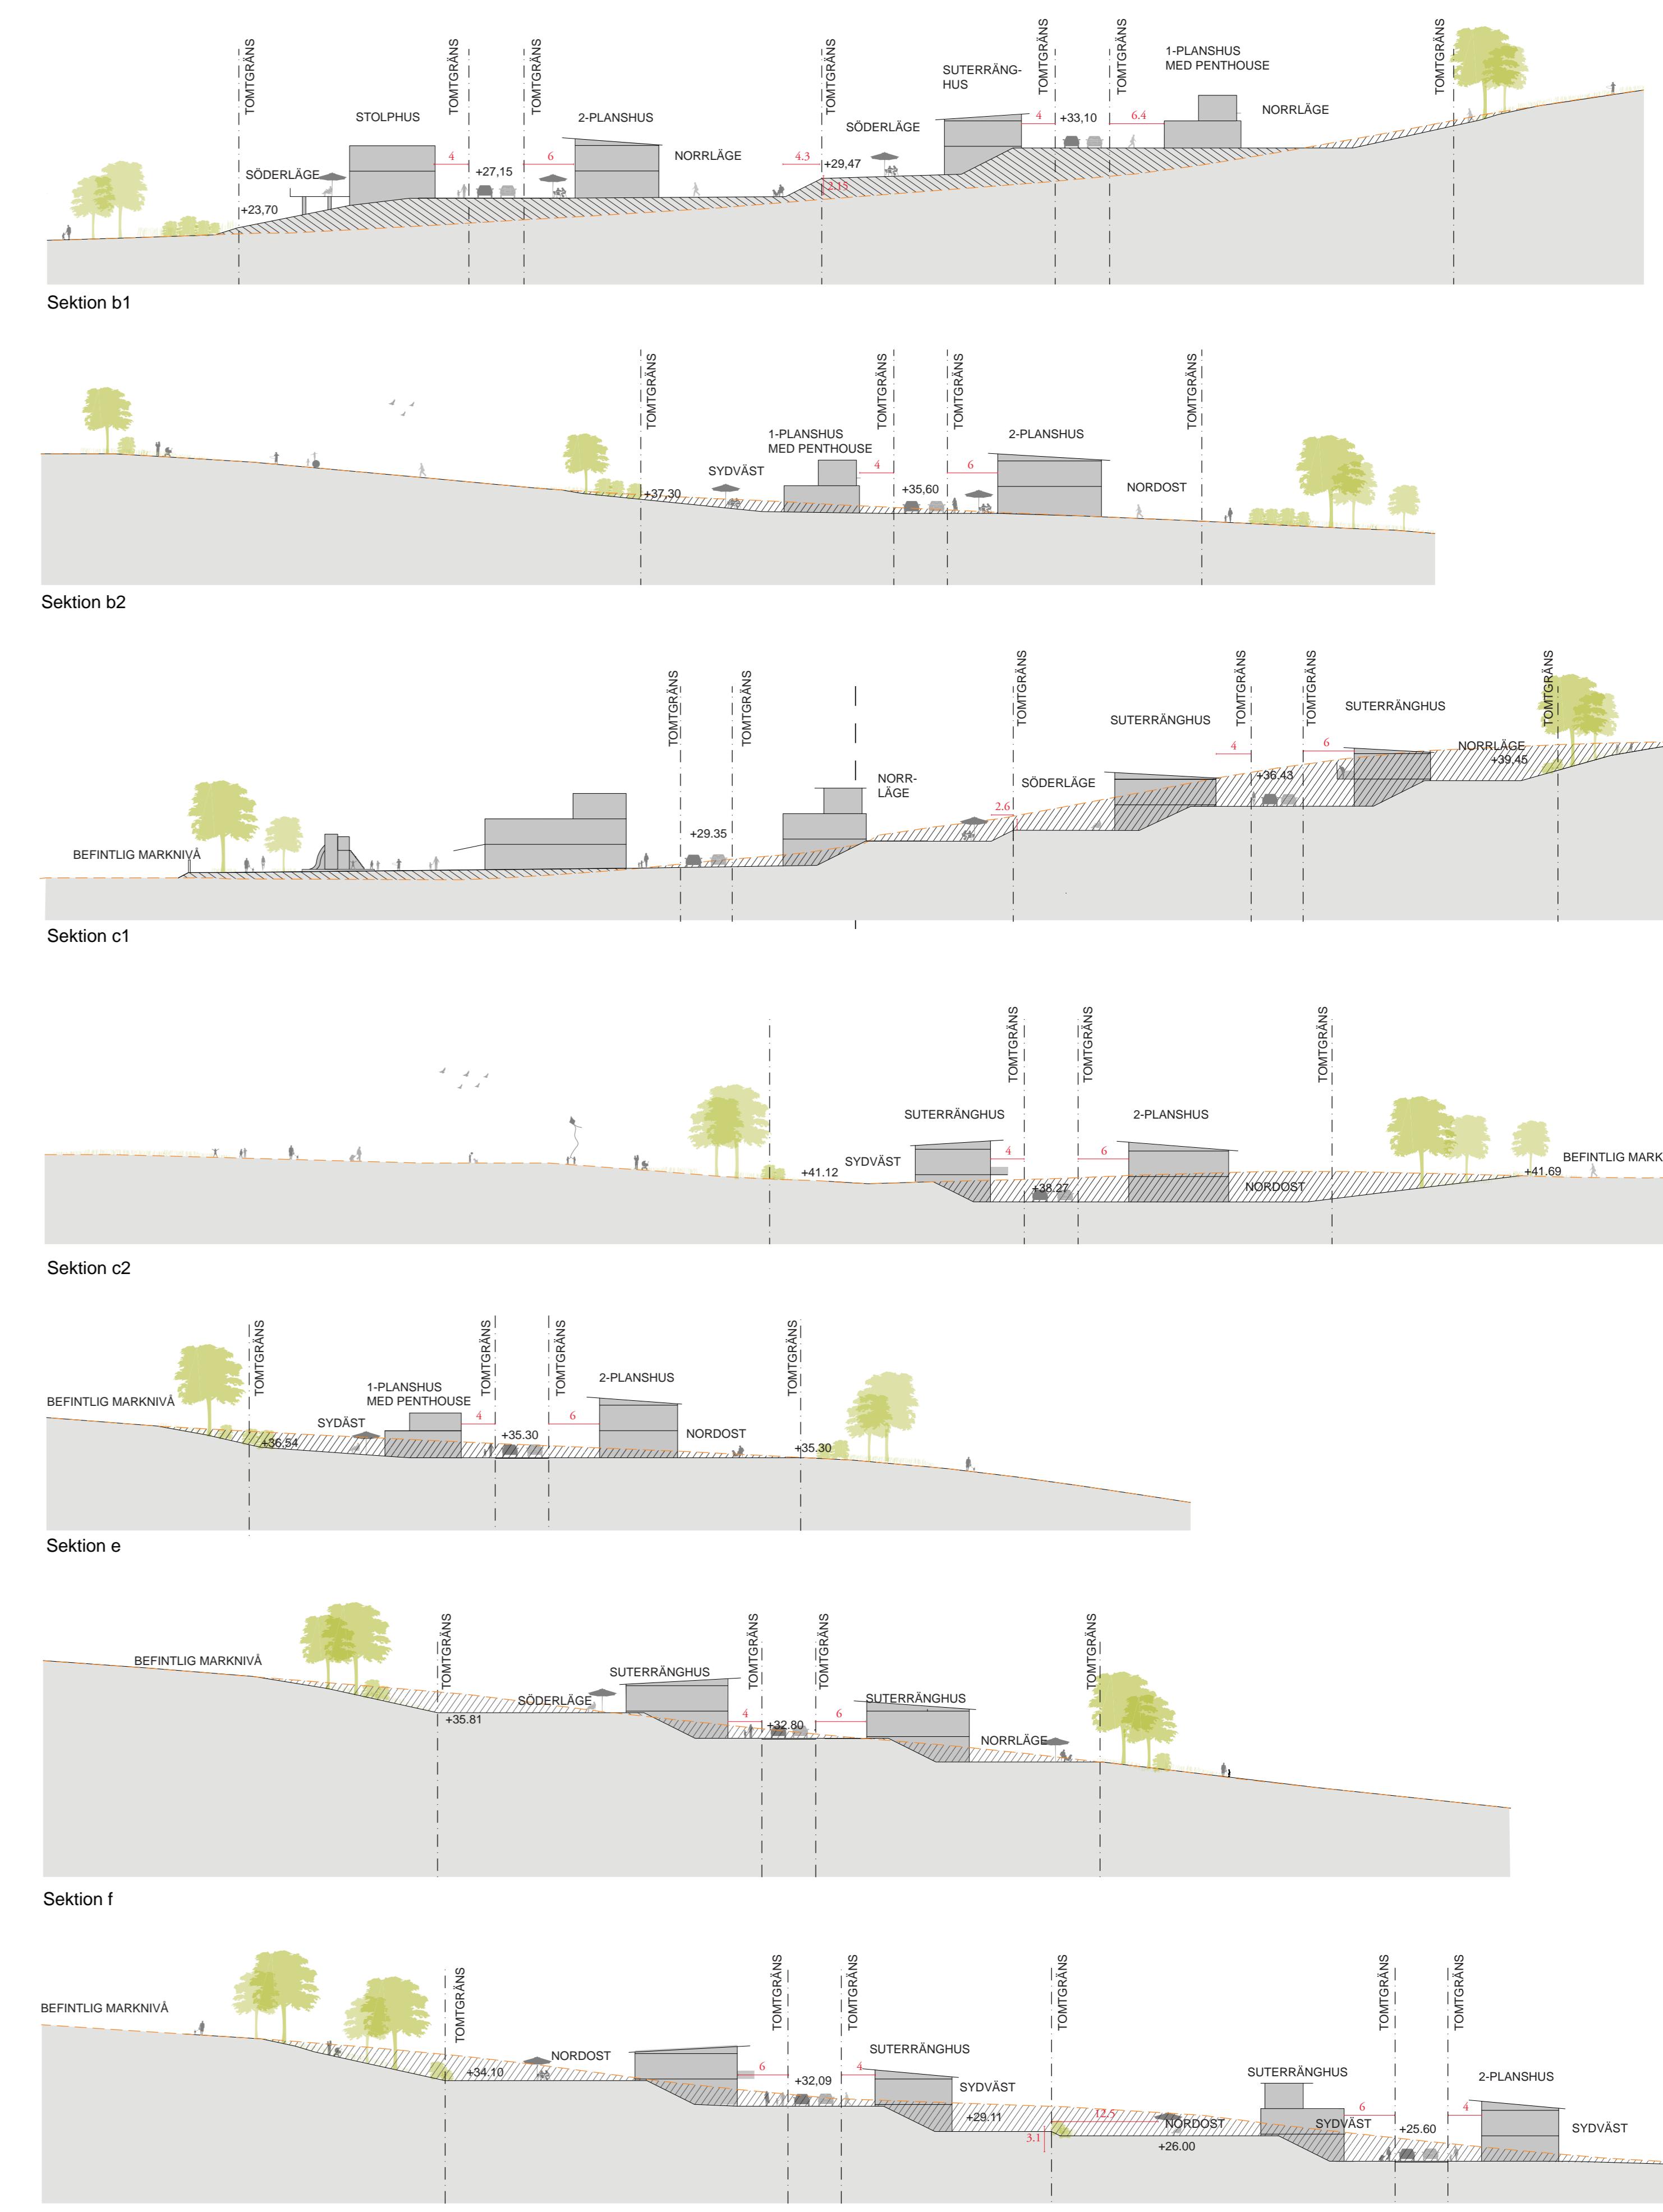 TOMTGRÄNS
TOMTGRÄNS
TOMTGRÄNS
TOMTGRÄNS
TOMTGRÄNS
TOMTGRÄNS
TOMTGRÄNS
STOLPHUS
2-PLANSHUS
SUTERRÄNG-
HUS
1-PLANSHUS
MED PENTHOUSE
SÖDERLÄGE
+23,70
4
+27,15
6
NORRLÄGE
4.3
+29,47
2.15
SÖDERLÄGE
4
+33,10
6.4
NORRLÄGE
Sektion b1
TOMTGRÄNS
TOMTGRÄNS
TOMTGRÄNS
TOMTGRÄNS
+37,30
SYDVÄST
1-PLANSHUS
MED PENTHOUSE
4
+35,60
6
2-PLANSHUS
NORDOST
Sektion b2
TOMTGRÄNS
TOMTGRÄNS
TOMTGRÄNS
TOMTGRÄNS
TOMTGRÄNS
TOMTGRÄNS
BEFINTLIG MARKNIVÅ
+29.35
NORR-
LÄGE
2.6
SÖDERLÄGE
SUTERRÄNGHUS
4
+36.43
6
SUTERRÄNGHUS
NORRLÄGE
+39,45
Sektion c1
TOMTGRÄNS
TOMTGRÄNS
TOMTGRÄNS
+41.12
SYDVÄST
SUTERRÄNGHUS
4
+38.27
6
2-PLANSHUS
NORDOST
+41.69
BEFINTLIG MARK
Sektion c2
TOMTGRÄNS
TOMTGRÄNS
TOMTGRÄNS
TOMTGRÄNS
BEFINTLIG MARKNIVÅ
+36.54
SYDÄST
1-PLANSHUS
MED PENTHOUSE
4
+35.30
6
2-PLANSHUS
NORDOST
+35.30
Sektion e
TOMTGRÄNS
TOMTGRÄNS
TOMTGRÄNS
TOMTGRÄNS
BEFINTLIG MARKNIVÅ
+35.81
SÖDERLÄGE
SUTERRÄNGHUS
4
+32.80
6
SUTERRÄNGHUS
NORRLÄGE
Sektion f
TOMTGRÄNS
TOMTGRÄNS
TOMTGRÄNS
TOMTGRÄNS
TOMTGRÄNS
TOMTGRÄNS
BEFINTLIG MARKNIVÅ
+34.10
NORDOST
6
+32,09
4
SUTERRÄNGHUS
SYDVÄST
+29.11
3.1
12.5
NORDOST
+26.00
SUTERRÄNGHUS
SYDVÄST
6
+25.60
4
2-PLANSHUS
SYDVÄST